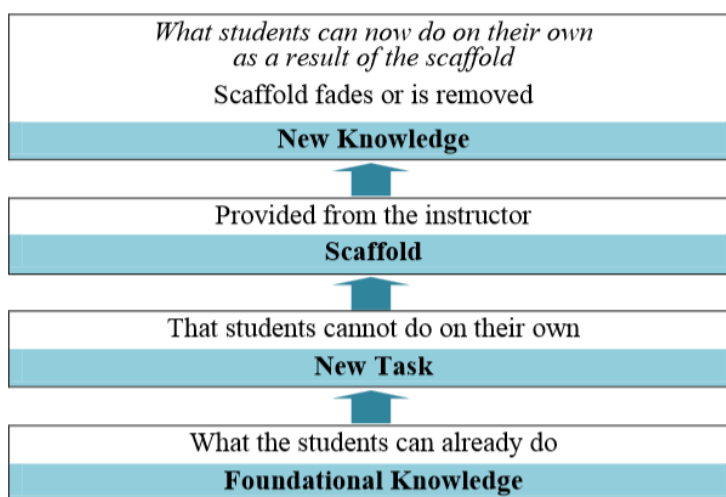 What students can now do on their own
as a result of the scaffold
Scaffold fades or is removed
New Knowledge
Provided from the instructor
Scaffold
That students cannot do on their own
New Task
What the students can already do
Foundational Knowledge